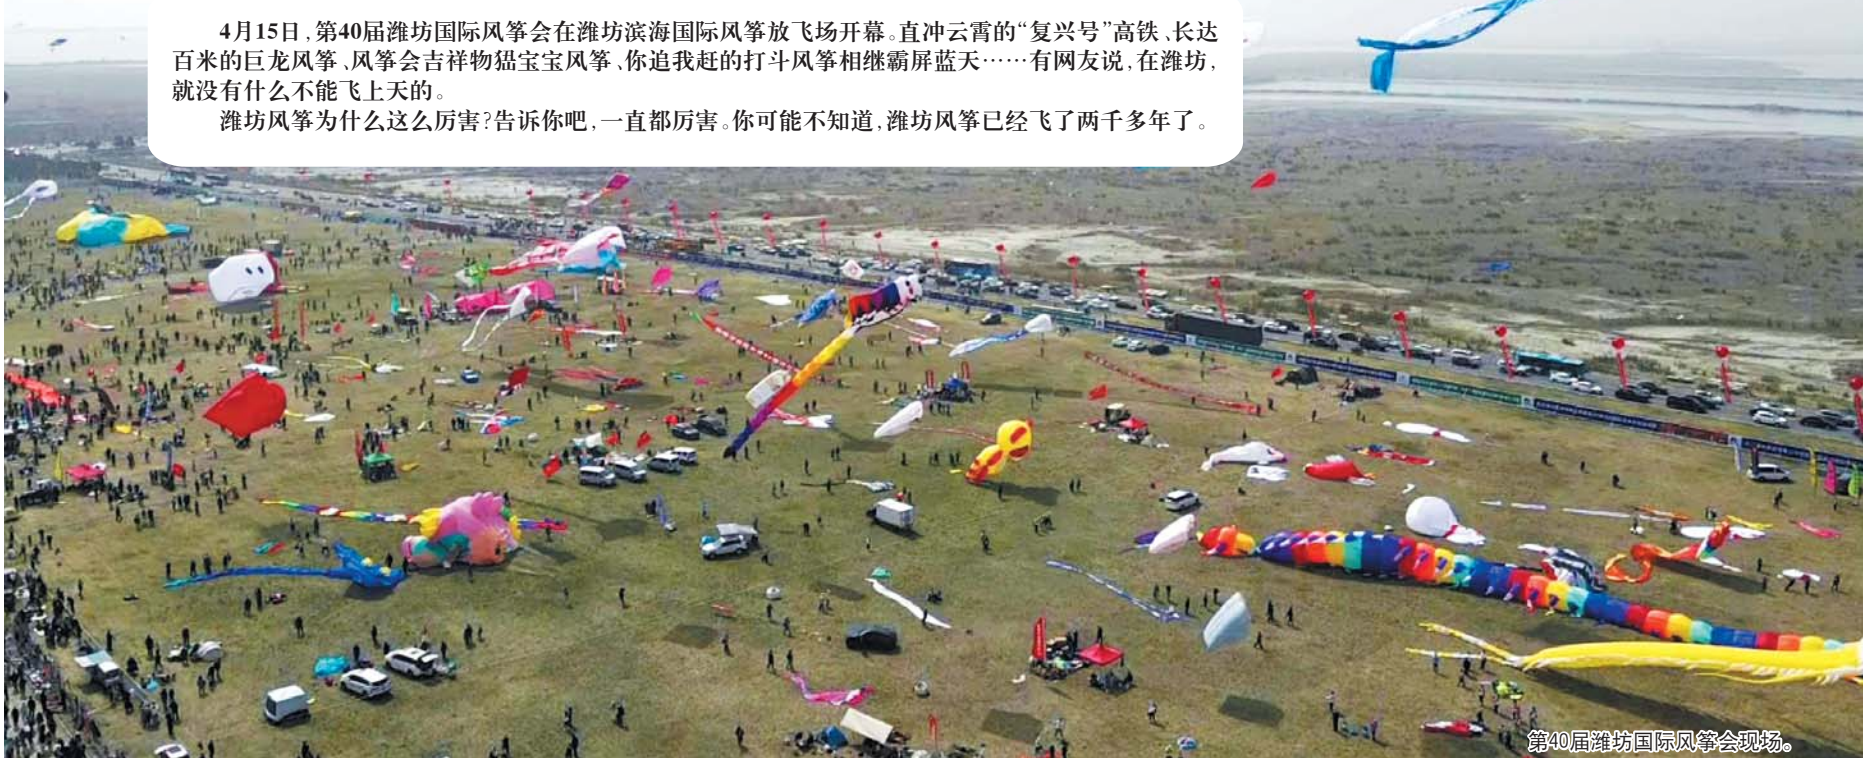 4月15日,第40届潍坊国际风筝会在潍坊滨海国际风筝放飞场开幕。直冲云霄的“复兴号”高铁、长达
百米的巨龙风筝、风筝会吉祥物猖宝宝风筝、你追我赶的打斗风筝相继霸屏蓝天……有网友说,在潍坊,
就没有什么不能飞上天的。
潍坊风筝为什么这么厉害?告诉你吧,一直都厉害。你可能不知道,潍坊风筝已经飞了两千多年了。
第40届潍坊国际风筝会现场。